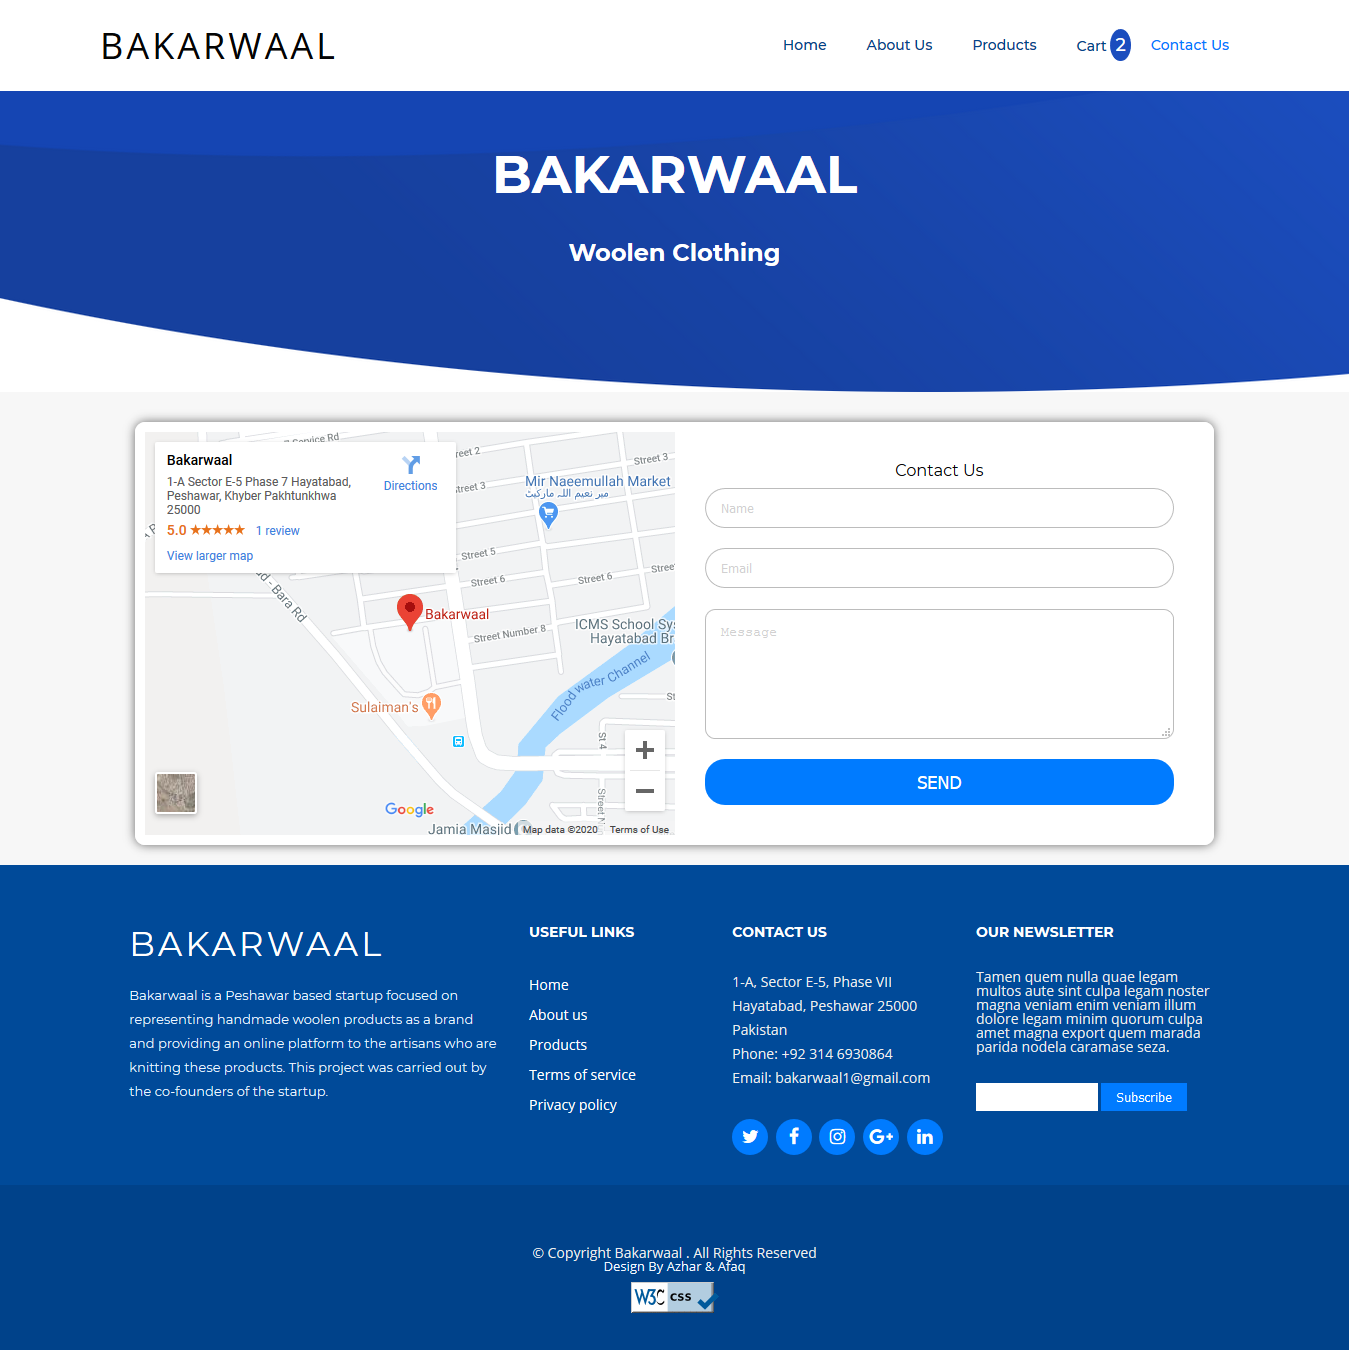 BAKARWAAL
Home
About Us
Products
Cart 2
Contact Us
BAKARWAAL
Woolen Clothing
Service Rd
Street 2
Street 3
Street 3
Bakarwaal
1-A Sector E-5 Phase 7 Hayatabad,
Peshawar, Khyber Pakhtunkhwa
25000
5.0 ★★★★★ 1 review
View larger map
Directions
Mir Naeemullah Market
میر نعیم اللہ مارکیٹ
Street 5
Street 6
Street 6
Bara Rd
Bakarwaal
Street Number 8
ICMS School Sys
Hayatabad Br
Flood water Channel
Sulaiman's
St 4
Google
Jamia Masjid
Map data ©2020
Terms of Use
Contact Us
Name
Email
Message
SEND
BAKARWAAL
Bakarwaal is a Peshawar based startup focused on
representing handmade woolen products as a brand
and providing an online platform to the artisans who are
knitting these products. This project was carried out by
the co-founders of the startup.
USEFUL LINKS
Home
About us
Products
Terms of service
Privacy policy
CONTACT US
1-A, Sector E-5, Phase VII
Hayatabad, Peshawar 25000
Pakistan
Phone: +92 314 6930864
Email: bakarwaal1@gmail.com
OUR NEWSLETTER
Tamen quem nulla quae legam
multos aute sint culpa legam noster
magna veniam enim veniam illum
dolore legam minim quorum culpa
amet magna export quem marada
parida nodela caramase seza.
Subscribe
© Copyright Bakarwaal . All Rights Reserved
Design By Azhar & Afaq
W3C css